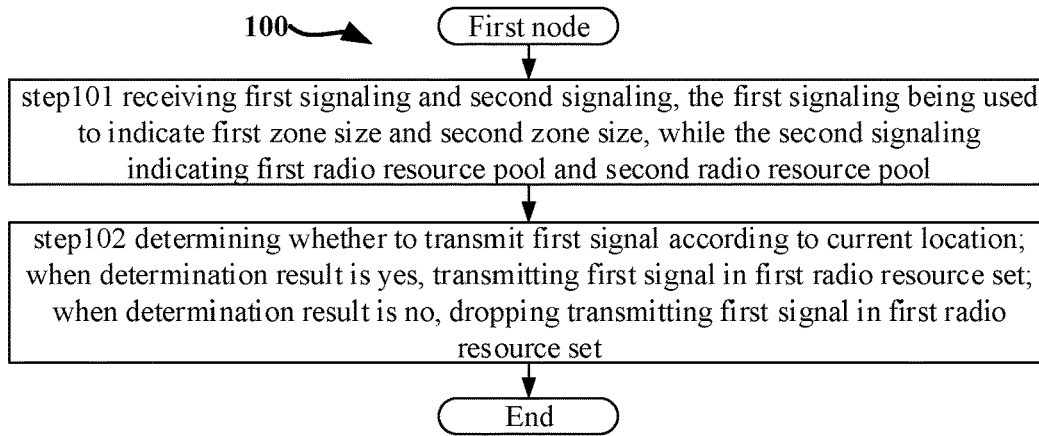 100
First node
step101 receiving first signaling and second signaling, the first signaling being used
to indicate first zone size and second zone size, while the second signaling
indicating first radio resource pool and second radio resource pool
step102 determining whether to transmit first signal according to current location;
when determination result is yes, transmitting first signal in first radio resource set;
when determination result is no, dropping transmitting first signal in first radio
resource set
End